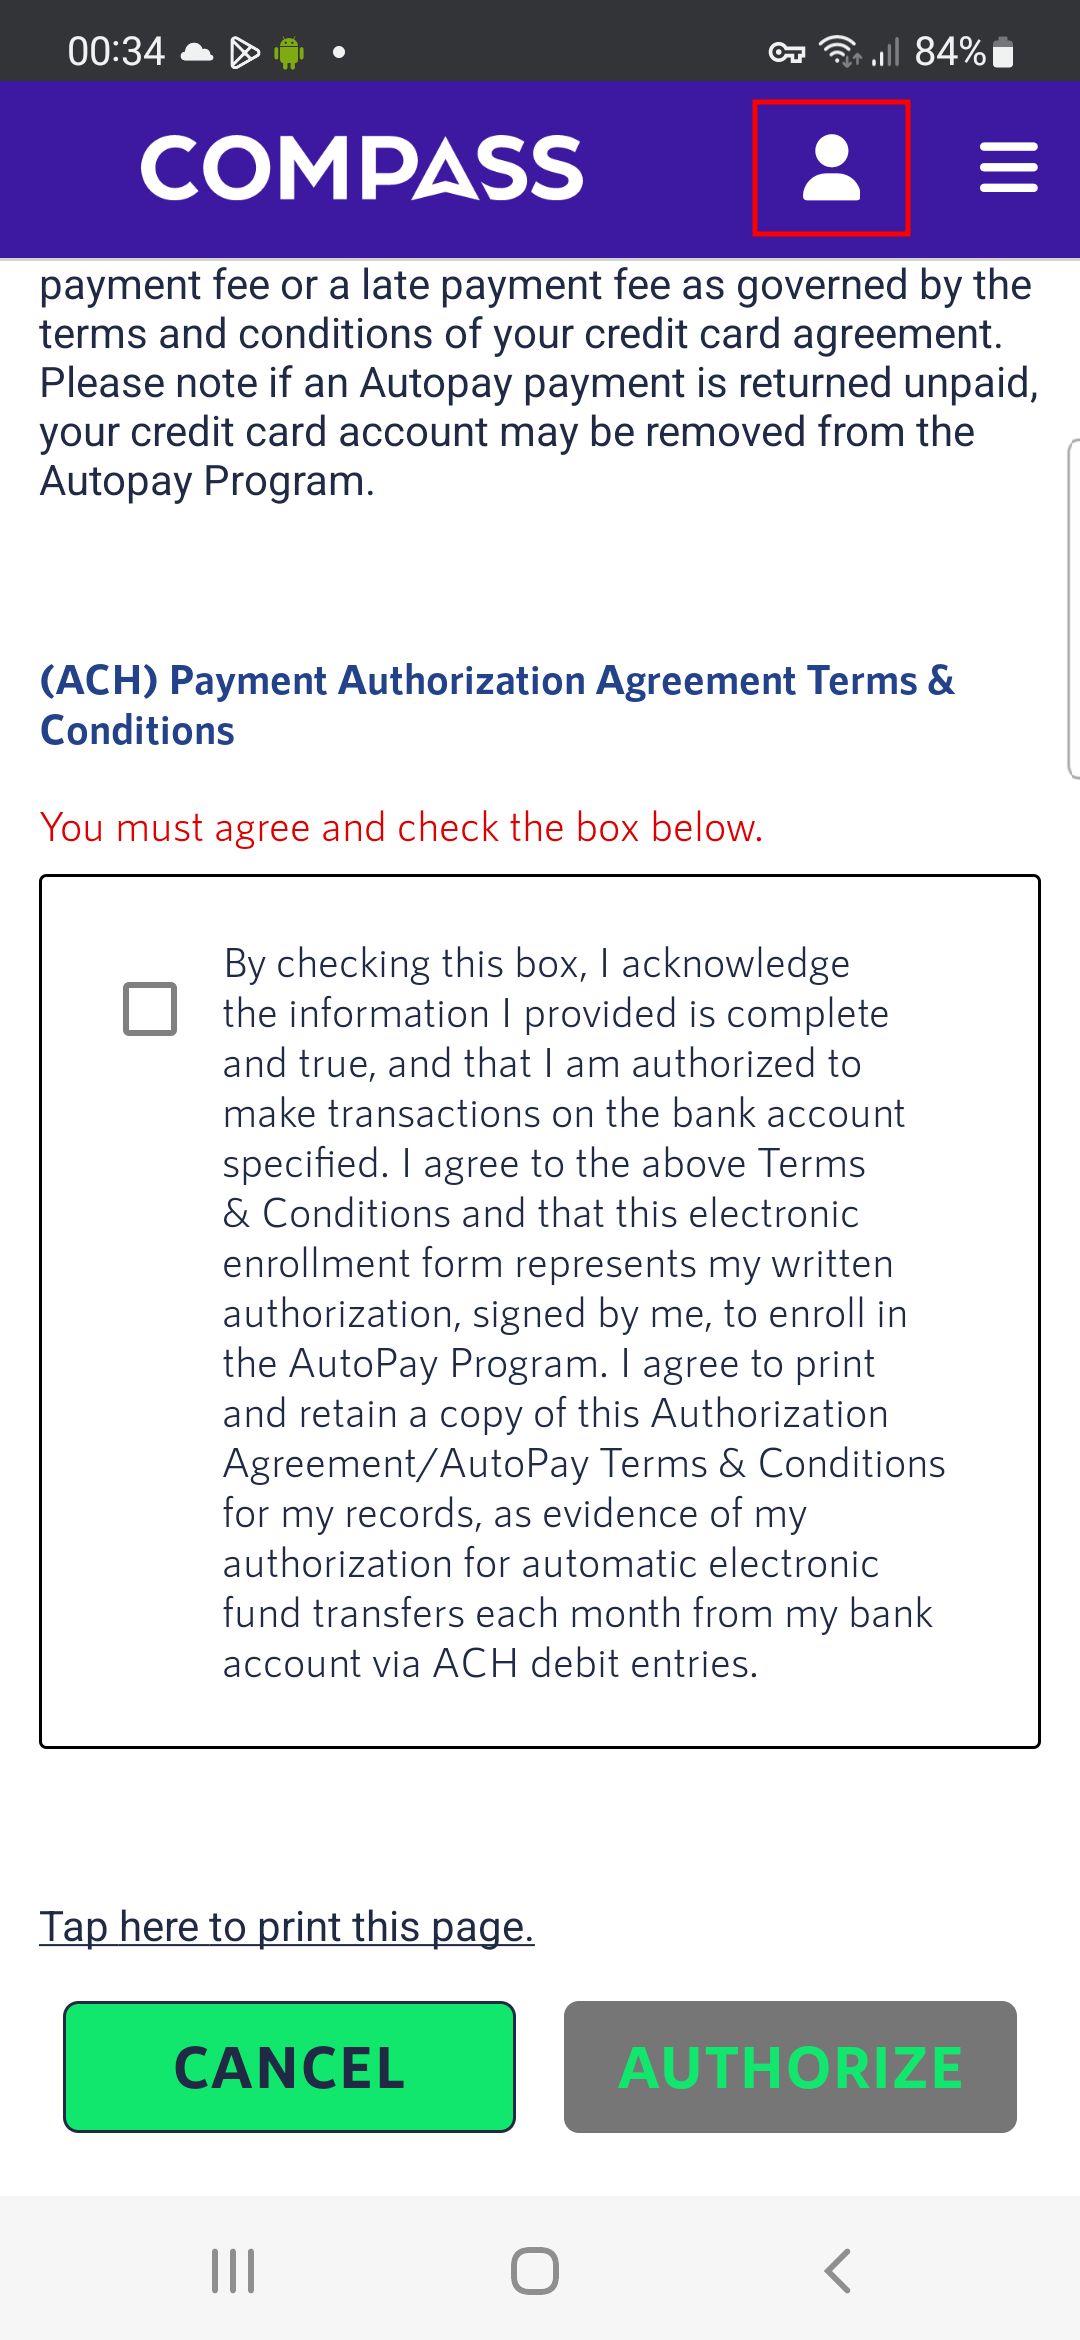 00:34
84%
COMPASS
payment fee or a late payment fee as governed by the
terms and conditions of your credit card agreement.
Please note if an Autopay payment is returned unpaid,
your credit card account may be removed from the
Autopay Program.
(ACH) Payment Authorization Agreement Terms &
Conditions
You must agree and check the box below.
By checking this box, I acknowledge
the information I provided is complete
and true, and that I am authorized to
make transactions on the bank account
specified. I agree to the above Terms
& Conditions and that this electronic
enrollment form represents my written
authorization, signed by me, to enroll in
the AutoPay Program. I agree to print
and retain a copy of this Authorization
Agreement/AutoPay Terms & Conditions
for my records, as evidence of my
authorization for automatic electronic
fund transfers each month from my bank
account via ACH debit entries.
Tap here to print this page.
CANCEL
AUTHORIZE